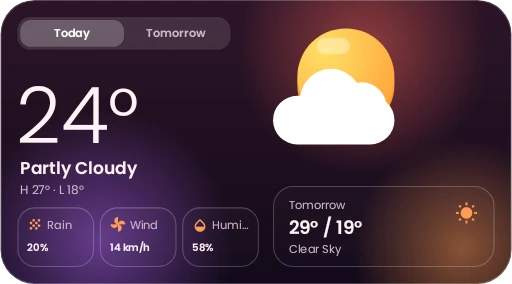 Today
Tomorrow
24°
Partly Cloudy
H 27° · L 18°
Rain
20%
Wind
14 km/h
Humi...
58%
Tomorrow
29° / 19°
Clear Sky